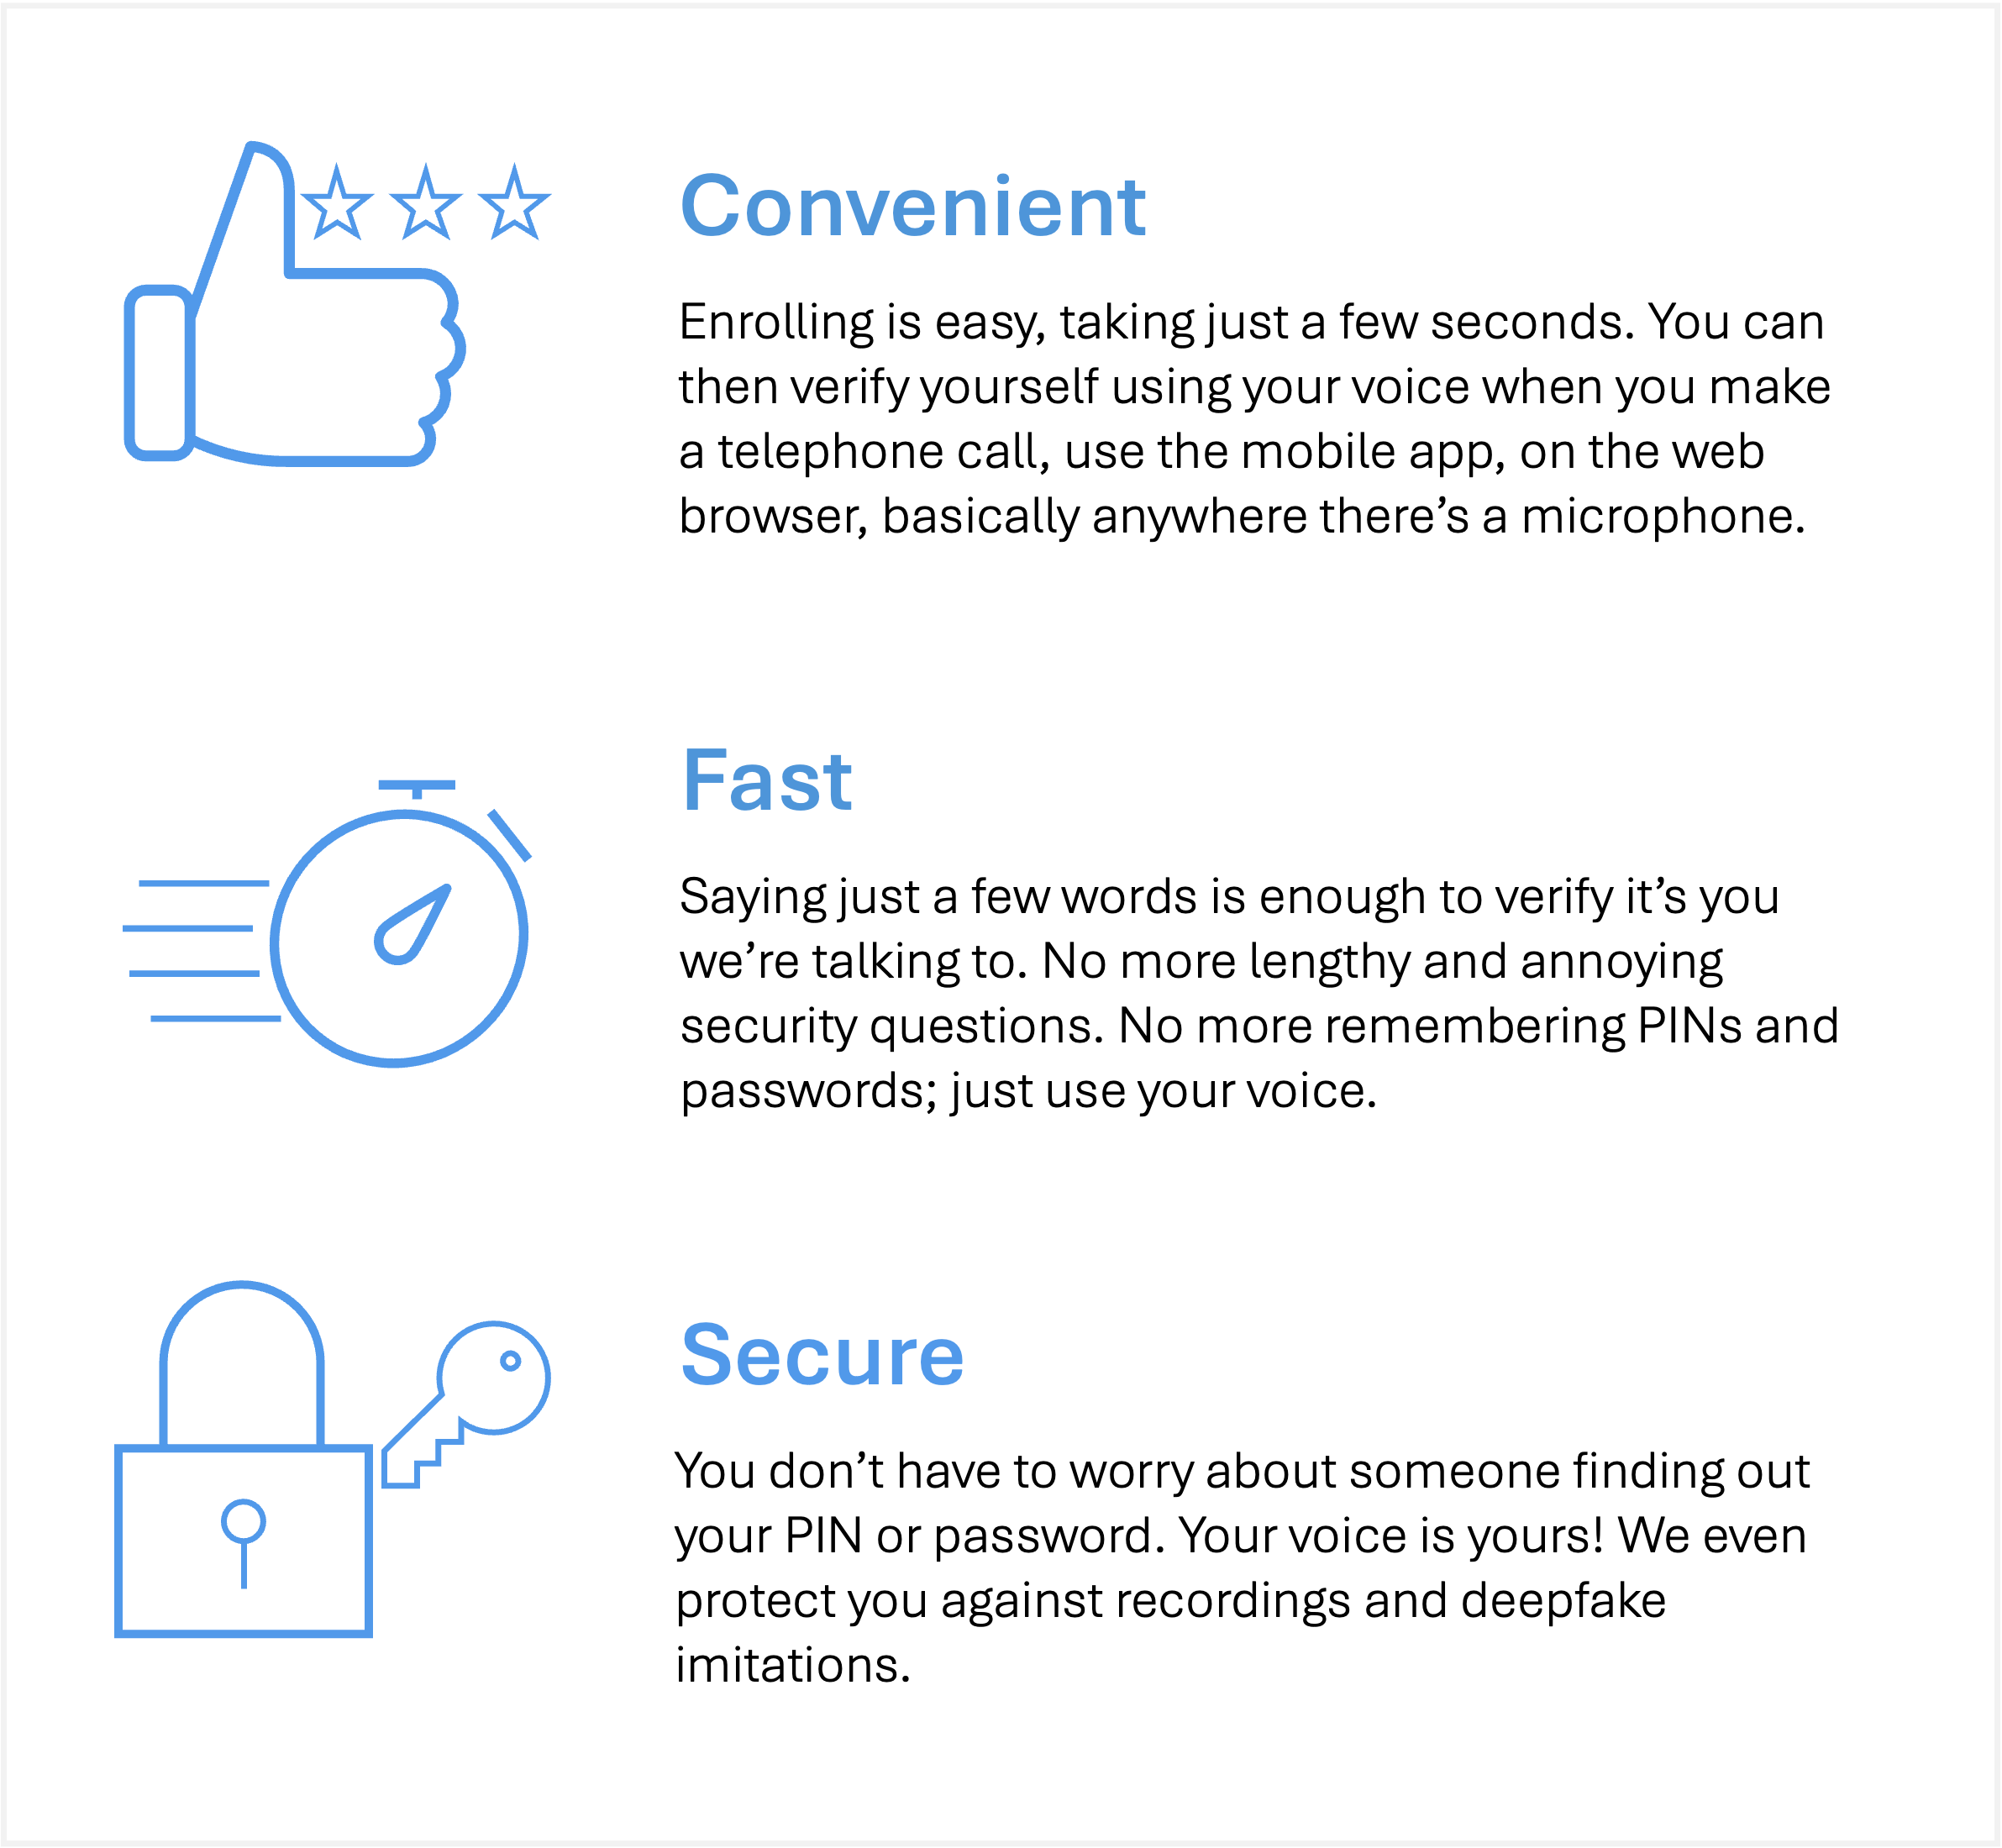 Convenient
Enrolling is easy, taking just a few seconds. You can
then verify yourself using your voice when you make
a telephone call, use the mobile app, on the web
browser, basically anywhere there’s a microphone.
Fast
Saying just a few words is enough to verify it’s you
we’re talking to. No more lengthy and annoying
security questions. No more remembering PINs and
passwords; just use your voice.
Secure
You don’t have to worry about someone finding out
your PIN or password. Your voice is yours! We even
protect you against recordings and deepfake
imitations.